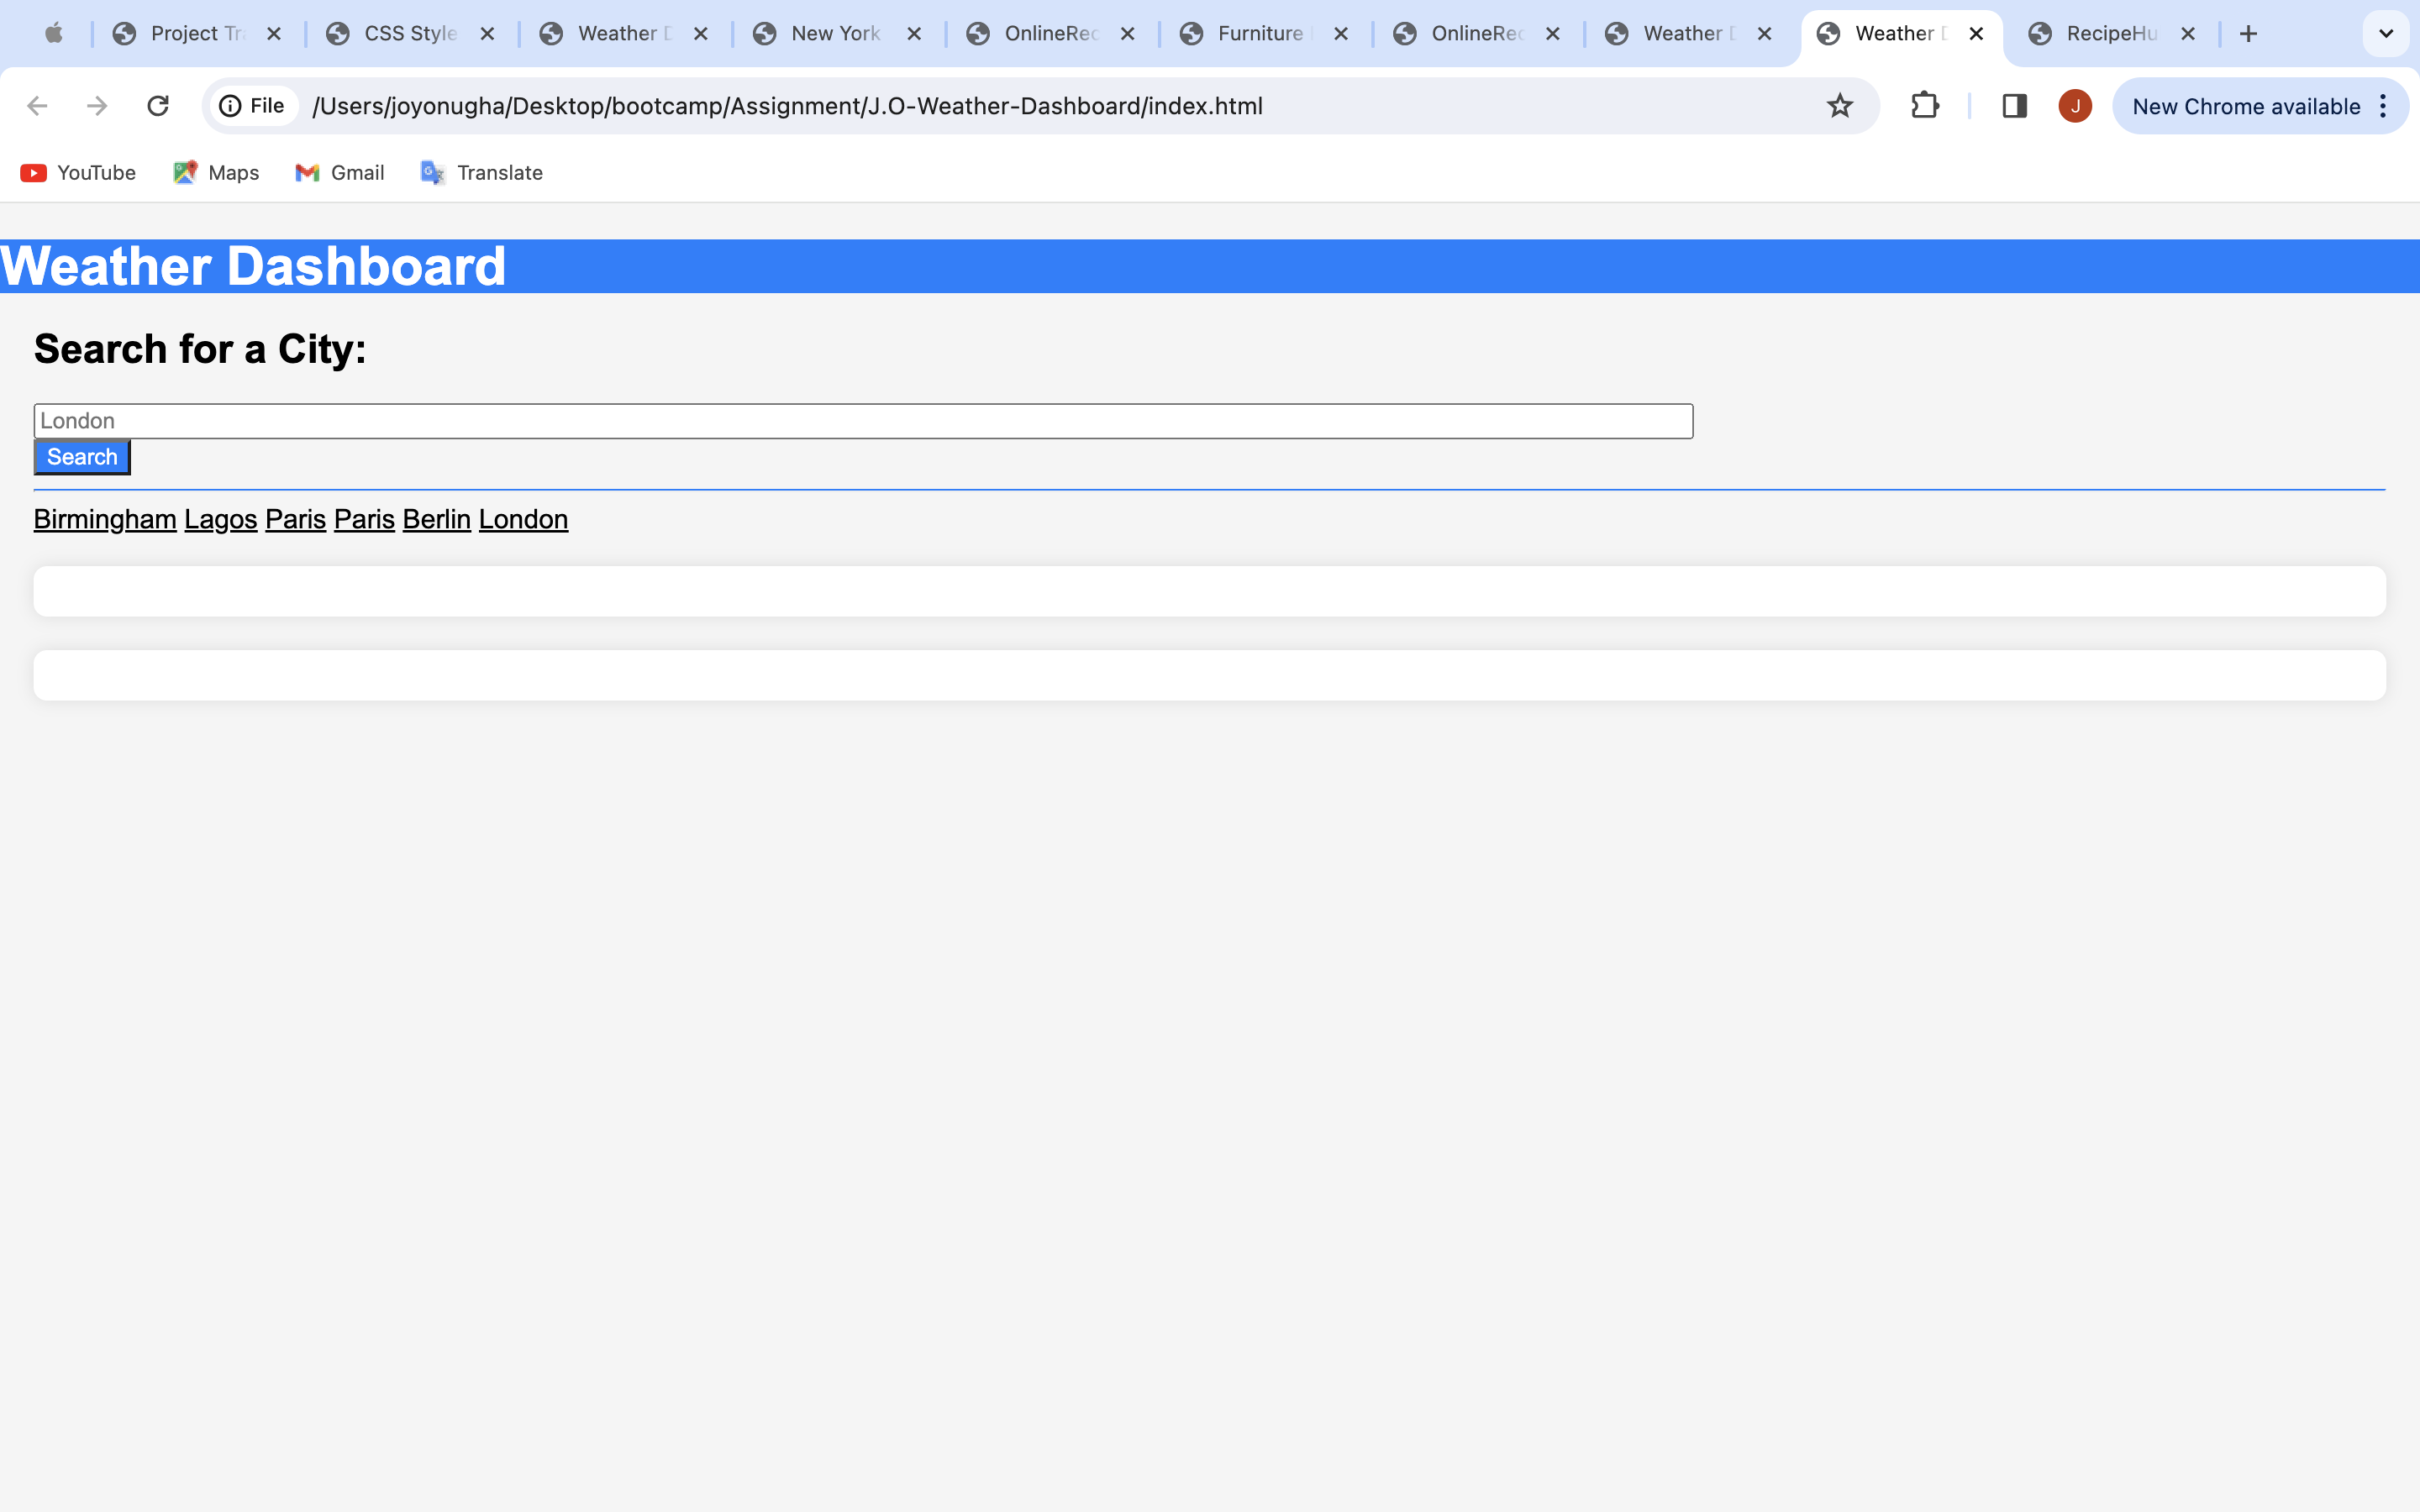 Project Tr
CSS Style
Weather
New York
OnlineRec
Furniture
OnlineRec
Weather
Weather
RecipeHu
File /Users/joyonugha/Desktop/bootcamp/Assignment/J.O-Weather-Dashboard/index.html
J
New Chrome available
YouTube Maps Gmail Translate
Weather Dashboard
Search for a City:
London
Search
Birmingham Lagos Paris Paris Berlin London